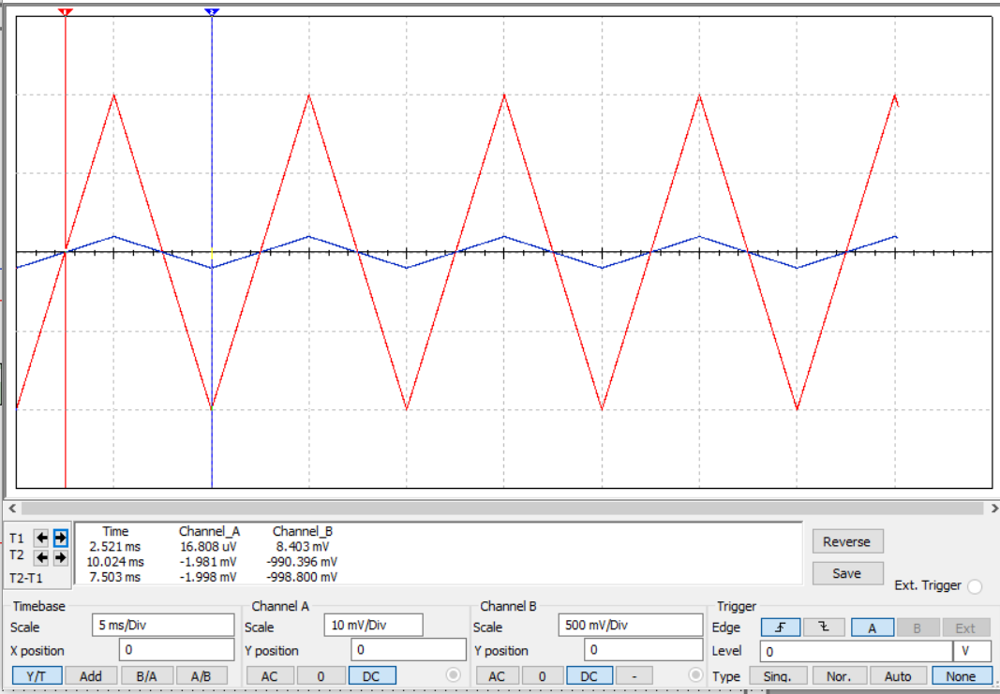 1 2
T1 Time Channel_A Channel_B
2.521 ms 16.808 uV 8.403 mV
T2 10.024 ms -1.981 mV -990.396 mV
T2-T1 7.503 ms -1.998 mV -998.800 mV
Reverse
Save
Ext. Trigger
Timebase
Scale 5 ms/Div
X position 0
Y/T Add B/A A/B
Channel A
Scale 10 mV/Div
Y position 0
AC 0 DC
Channel B
Scale 500 mV/Div
Y position 0
AC 0 DC -
Trigger
Edge A B Ext
Level 0 V
Type Sing. Nor. Auto None